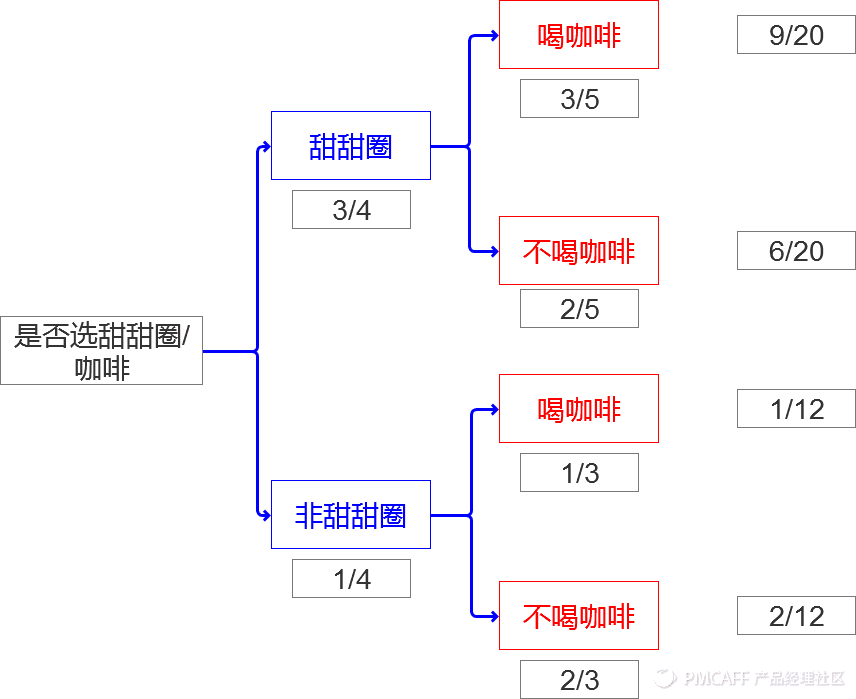 喝咖啡
9/20
3/5
甜甜圈
3/4
不喝咖啡
6/20
2/5
是否选甜甜圈/
咖啡
喝咖啡
1/12
1/3
非甜甜圈
1/4
不喝咖啡
2/12
2/3
PMCAFF 产品经理社区